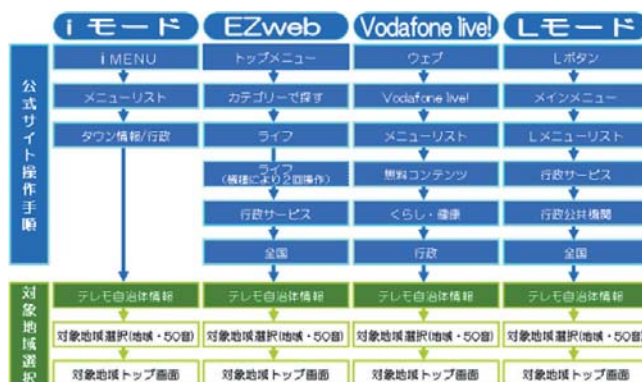 iモード EZweb Vodafone live! Lモード
公式サイト操作手順
iMENU トップメニュー ウェブ Lボタン
メニューリスト カテゴリーで探す Vodafone live! メインメニュー
タウン情報/行政 ライフ メニューリスト Lメニューリスト
ライフ 無料コンテンツ 行政サービス
(機種により2回操作)
行政サービス くらし・健康 行政公共機関
全国 行政 全国
対象地域選択
テレモ自治体情報 テレモ自治体情報 テレモ自治体情報 テレモ自治体情報
対象地域選択(地域・50音) 対象地域選択(地域・50音) 対象地域選択(地域・50音) 対象地域選択(地域・50音)
対象地域トップ画面 対象地域トップ画面 対象地域トップ画面 対象地域トップ画面